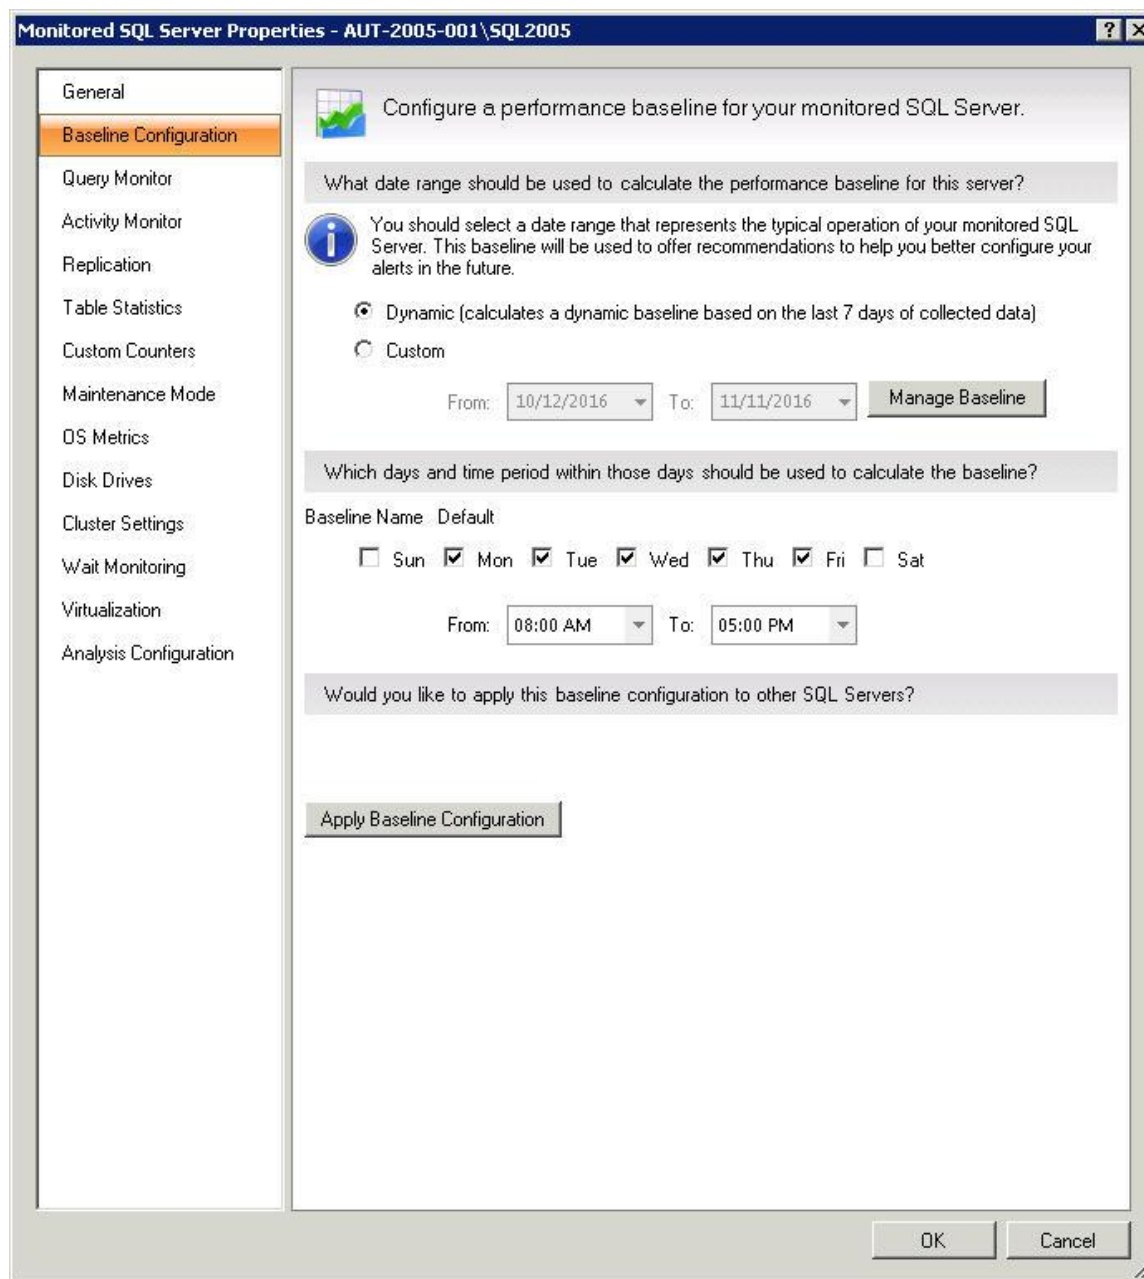 Monitored SQL Server Properties - AUT-2005-001\SQL2005
General
Baseline Configuration
Query Monitor
Activity Monitor
Replication
Table Statistics
Custom Counters
Maintenance Mode
OS Metrics
Disk Drives
Cluster Settings
Wait Monitoring
Virtualization
Analysis Configuration
Configure a performance baseline for your monitored SQL Server.
What date range should be used to calculate the performance baseline for this server?
You should select a date range that represents the typical operation of your monitored SQL
Server. This baseline will be used to offer recommendations to help you better configure your
alerts in the future.
Dynamic (calculates a dynamic baseline based on the last 7 days of collected data)
Custom
From: 10/12/2016 To: 11/11/2016 Manage Baseline
Which days and time period within those days should be used to calculate the baseline?
Baseline Name Default
Sun Mon Tue Wed Thu Fri Sat
From: 08:00 AM To: 05:00 PM
Would you like to apply this baseline configuration to other SQL Servers?
Apply Baseline Configuration
OK Cancel